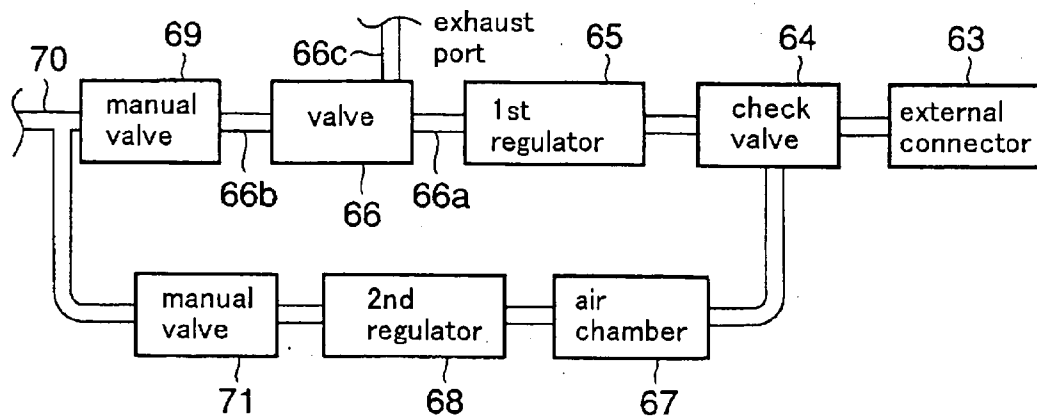 66c
exhaust
port
70
69
65
64
63
manual
valve
valve
1st
regulator
check
valve
external
connector
66b
66
66a
manual
valve
2nd
regulator
air
chamber
71
68
67